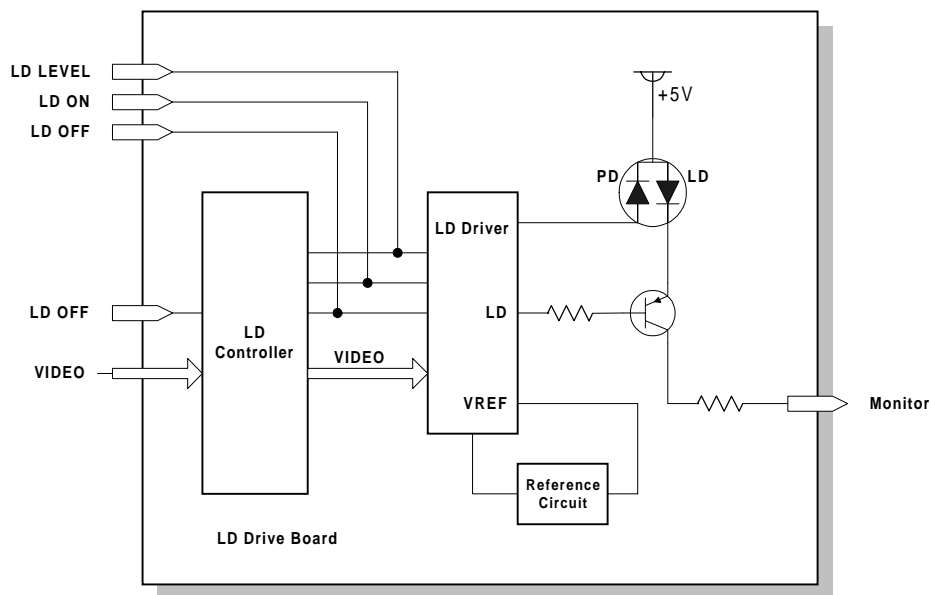 LD LEVEL
LD ON
LD OFF
+5V
PD
LD
LD Driver
LD OFF
LD
LD
Controller
VIDEO
VIDEO
VREF
Monitor
Reference
Circuit
LD Drive Board